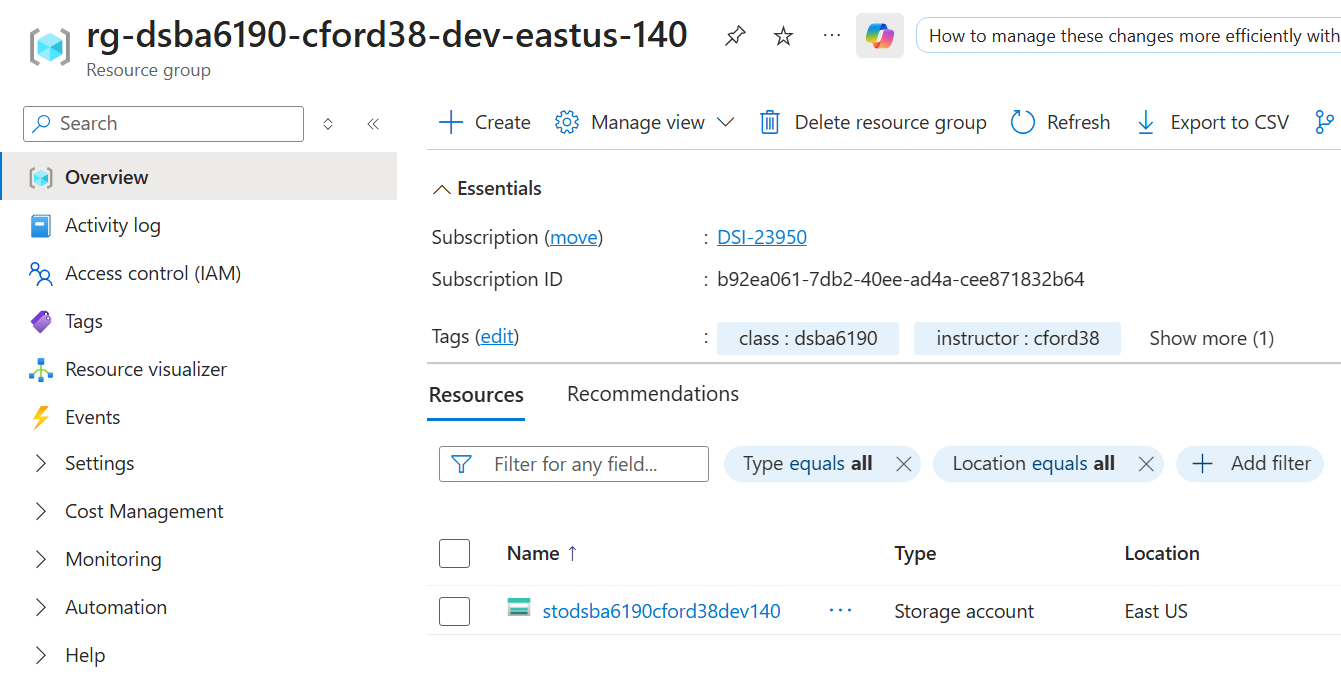 rg-dsba6190-cford38-dev-eastus-140
Resource group
How to manage these changes more efficiently with
Search
Overview
Activity log
Access control (IAM)
Tags
Resource visualizer
Events
Settings
Cost Management
Monitoring
Automation
Help
Create
Manage view
Delete resource group
Refresh
Export to CSV
Essentials
Subscription (move) : DSI-23950
Subscription ID : b92ea061-7db2-40ee-ad4a-cee871832b64
Tags (edit) : class : dsba6190 instructor : cford38 Show more (1)
Resources Recommendations
Filter for any field... Type equals all Location equals all Add filter
Name ↑ Type Location
stodsba6190cford38dev140 ... Storage account East US